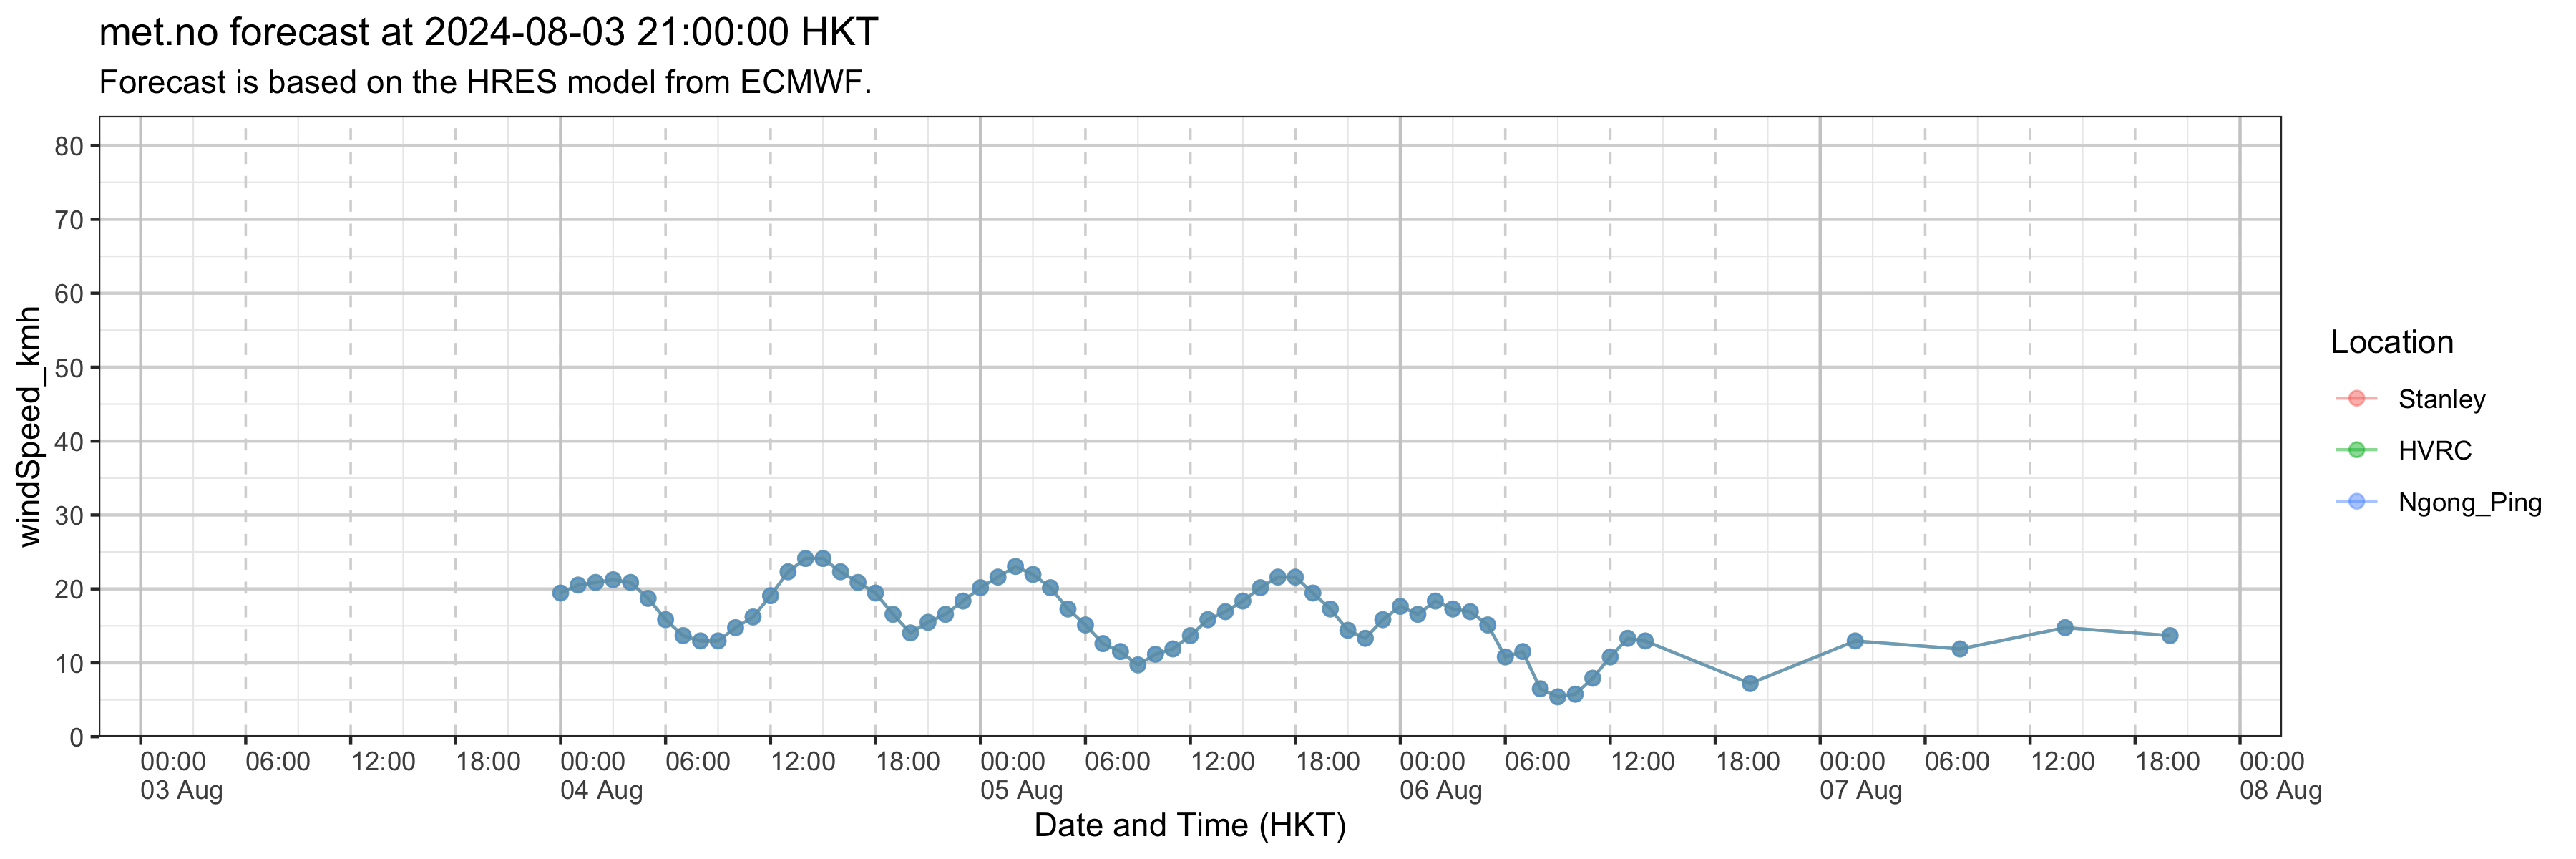 met.no forecast at 2024-08-03 21:00:00 HKT
Forecast is based on the HRES model from ECMWF.
windSpeed_kmh
80
70
60
50
40
30
20
10
0
00:00 06:00 12:00 18:00 00:00 06:00 12:00 18:00 00:00 06:00 12:00 18:00 00:00 06:00 12:00 18:00 00:00 06:00 12:00 18:00 00:00
03 Aug 04 Aug 05 Aug 06 Aug 07 Aug 08 Aug
Date and Time (HKT)
Location
Stanley
HVRC
Ngong_Ping